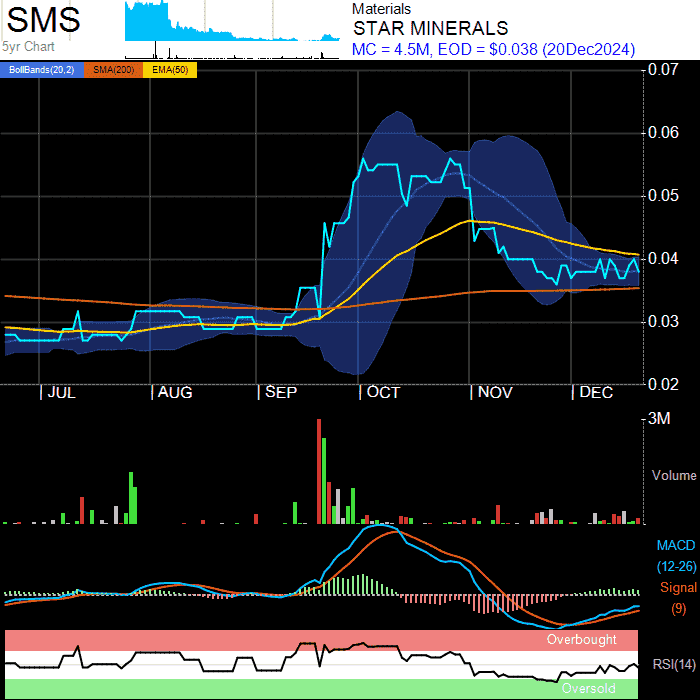 SMS
5yr Chart
Materials
STAR MINERALS
MC = 4.5M, EOD = $0.038 (20Dec2024)
BollBands(20,2) SMA(200) EMA(50)
0.07
0.06
0.05
0.04
0.03
0.02
JUL AUG SEP OCT NOV DEC
3M
Volume
MACD
(12-26)
Signal
(9)
Overbought
RSI(14)
Oversold